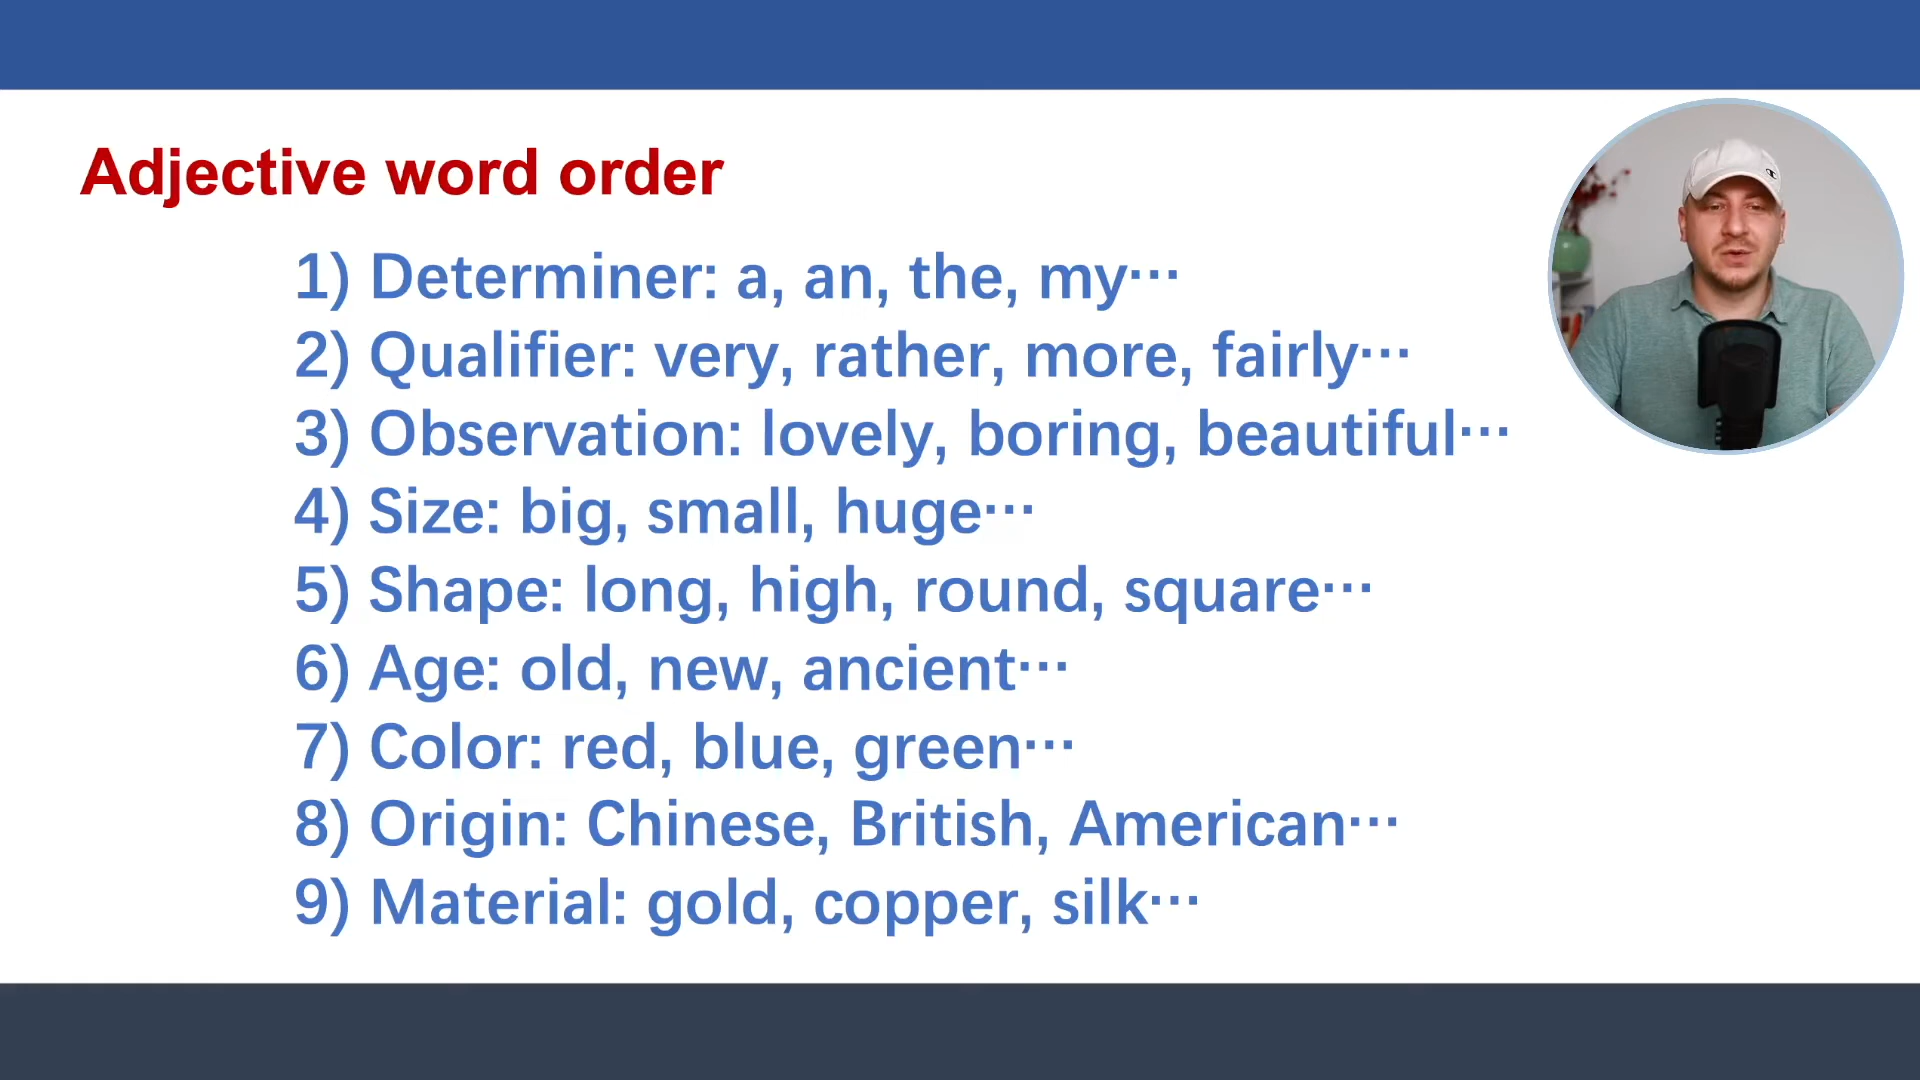 Adjective word order
1) Determiner: a, an, the, my···
2) Qualifier: very, rather, more, fairly···
3) Observation: lovely, boring, beautiful···
4) Size: big, small, huge···
5) Shape: long, high, round, square···
6) Age: old, new, ancient···
7) Color: red, blue, green···
8) Origin: Chinese, British, American···
9) Material: gold, copper, silk···